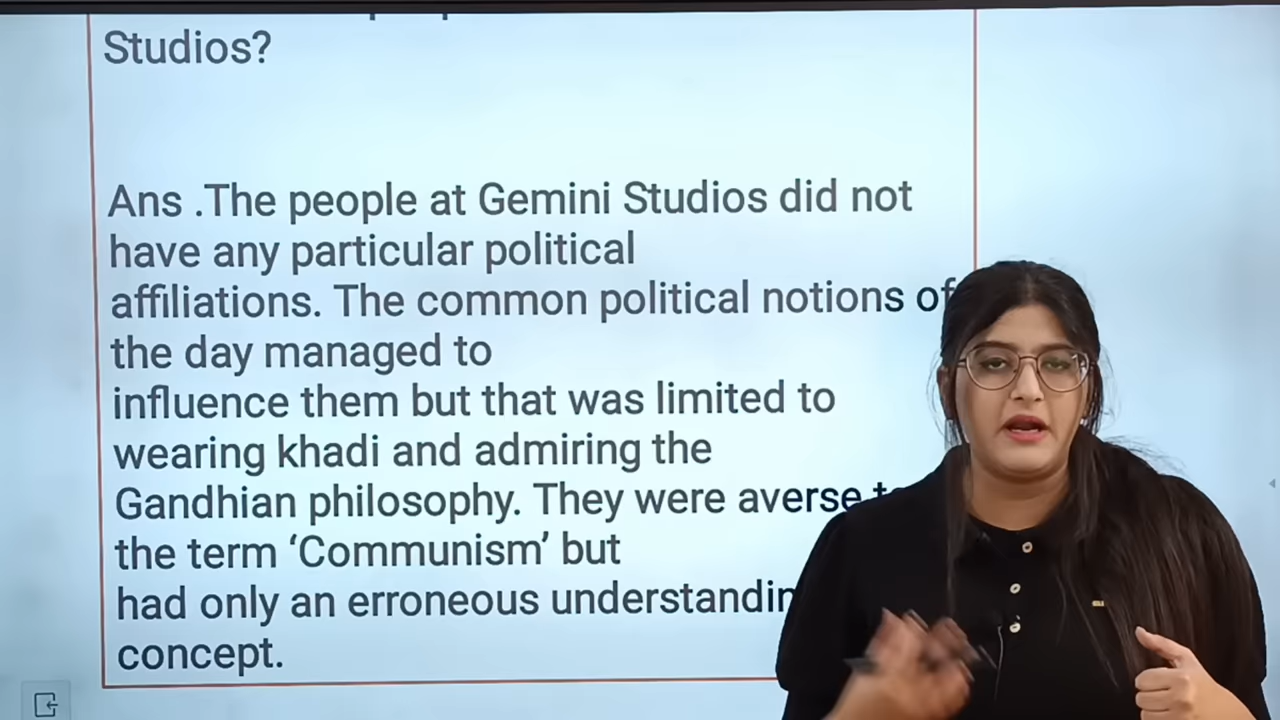 Studios?
Ans .The people at Gemini Studios did not
have any particular political
affiliations. The common political notions of
the day managed to
influence them but that was limited to
wearing khadi and admiring the
Gandhian philosophy. They were averse
the term ‘Communism’ but
had only an erroneous
concept.